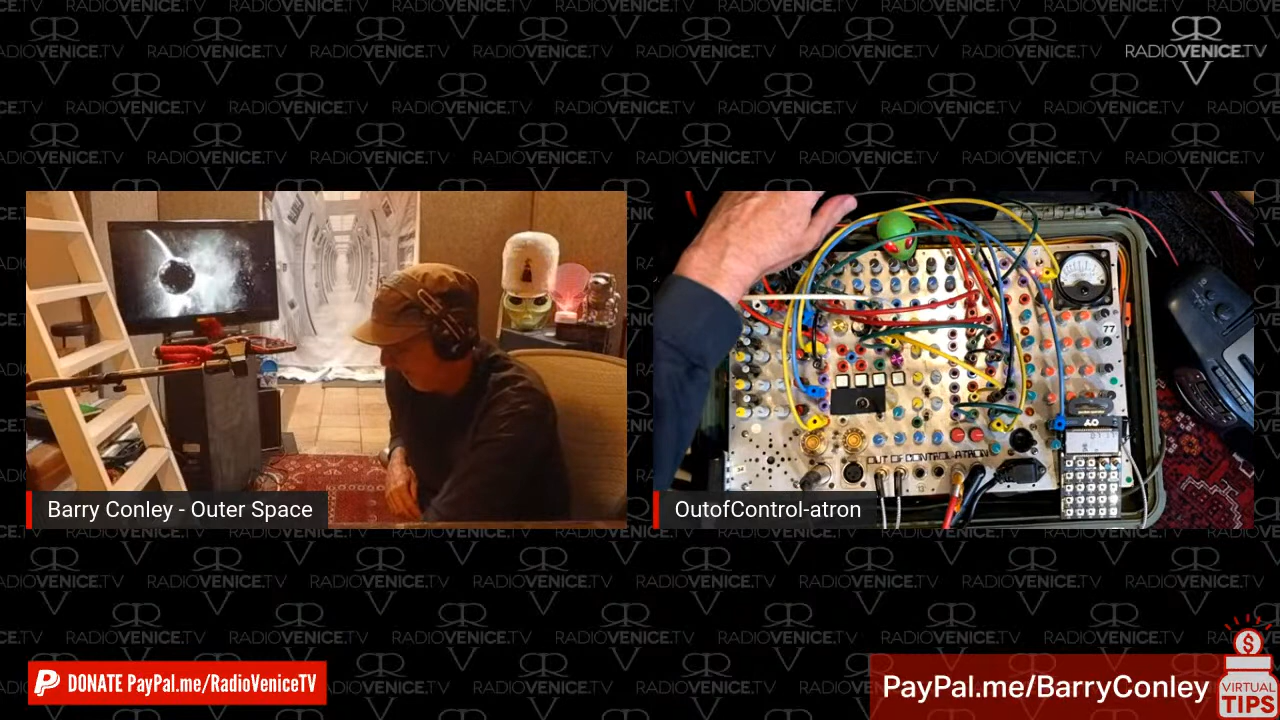 RADIOVENICE.TV
Barry Conley - Outer Space
OutofControl-atron
77
OUT OF CONTROL-ATRON
DONATE PayPal.me/RadioVeniceTV
PayPal.me/BarryConley
$
VIRTUAL
TIPS